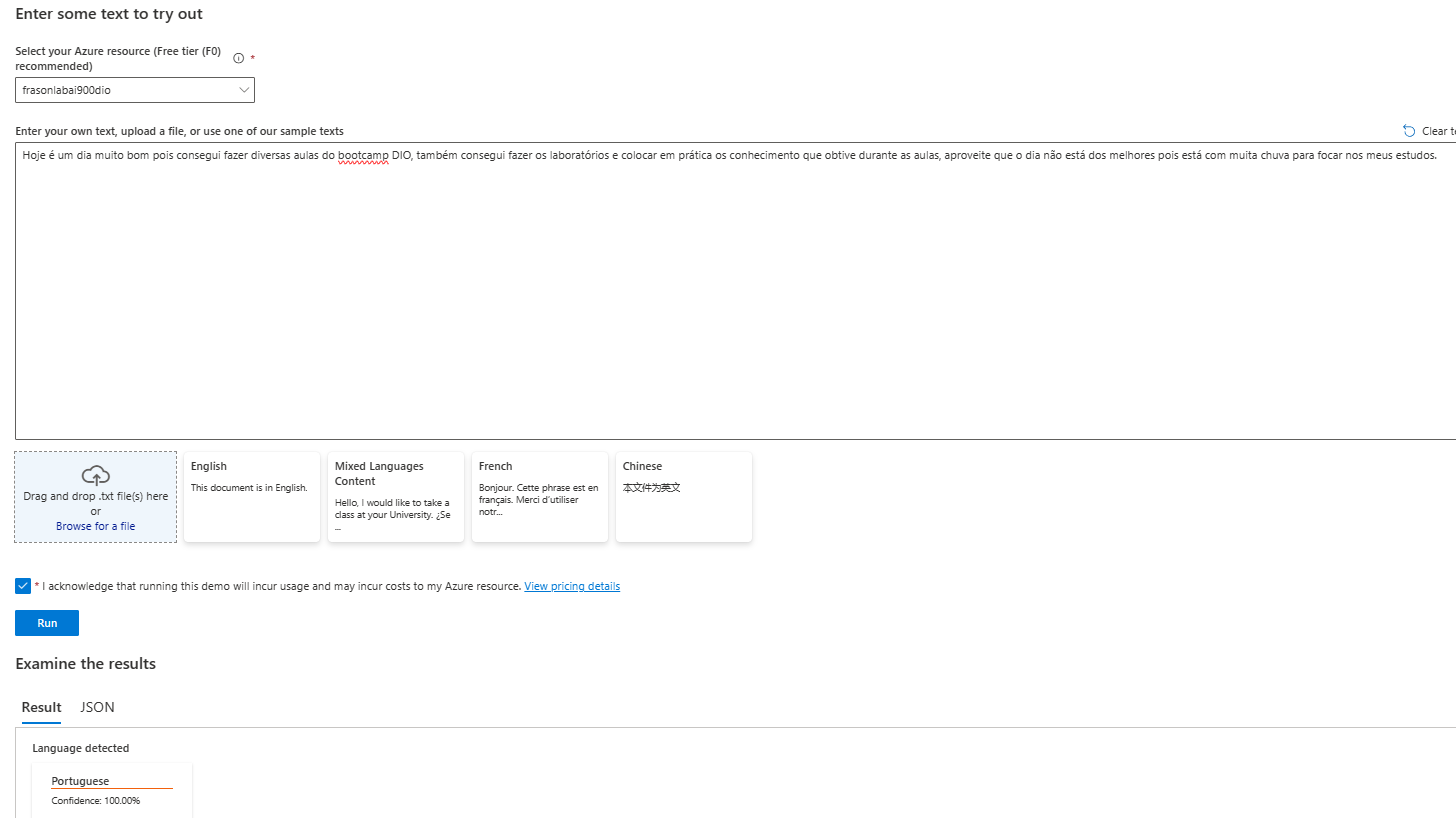 Enter some text to try out
Select your Azure resource (Free tier (F0)
recommended) *
frasonlabai900dio
Enter your own text, upload a file, or use one of our sample texts
Clear te
Hoje é um dia muito bom pois consegui fazer diversas aulas do bootcamp DIO, também consegui fazer os laboratórios e colocar em prática os conhecimento que obtive durante as aulas, aproveite que o dia não está dos melhores pois está com muita chuva para focar nos meus estudos.
Drag and drop .txt file(s) here
or
Browse for a file
English
This document is in English.
Mixed Languages
Content
Hello, I would like to take a
class at your University. ¿Se
...
French
Bonjour. Cette phrase est en
français. Merci d'utiliser
notr...
Chinese
本文件为英文
* I acknowledge that running this demo will incur usage and may incur costs to my Azure resource. View pricing details
Run
Examine the results
Result JSON
Language detected
Portuguese
Confidence: 100.00%